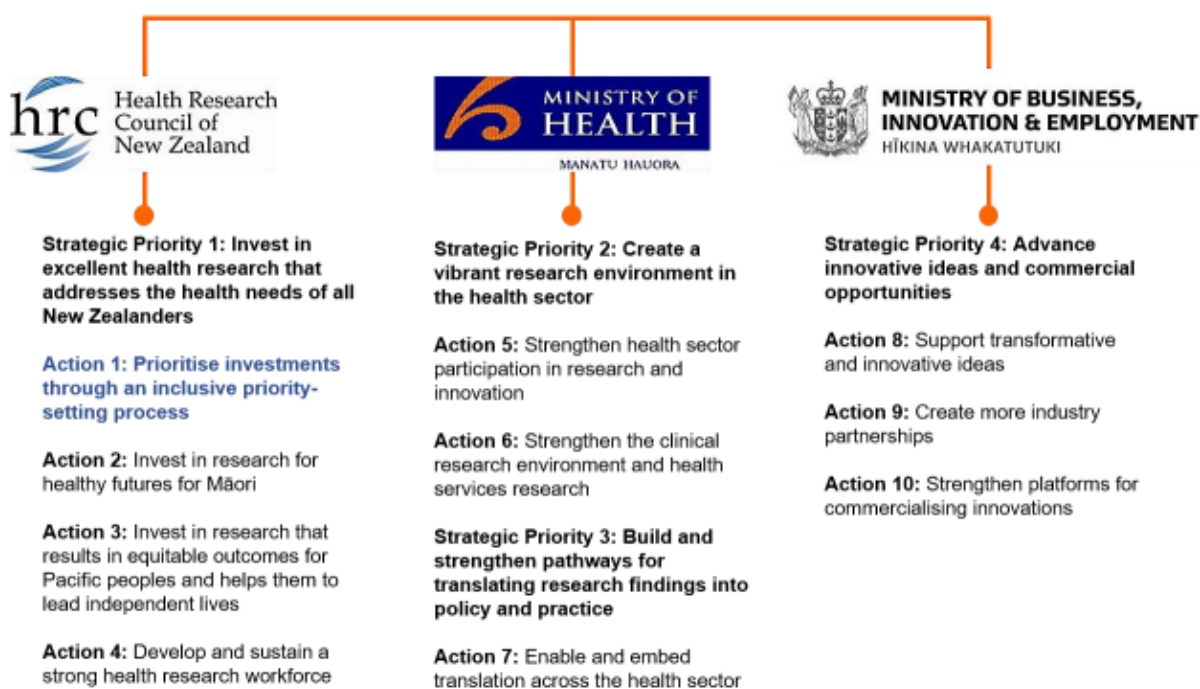 hrc
Health Research
Council of
New Zealand
Strategic Priority 1: Invest in
excellent health research that
addresses the health needs of all
New Zealanders
Action 1: Prioritise investments
through an inclusive priority-
setting process
Action 2: Invest in research for
healthy futures for Māori
Action 3: Invest in research that
results in equitable outcomes for
Pacific peoples and helps them to
lead independent lives
Action 4: Develop and sustain a
strong health research workforce
MINISTRY OF
HEALTH
MANATU HAUORA
Strategic Priority 2: Create a
vibrant research environment in
the health sector
Action 5: Strengthen health sector
participation in research and
innovation
Action 6: Strengthen the clinical
research environment and health
services research
Strategic Priority 3: Build and
strengthen pathways for
translating research findings into
policy and practice
Action 7: Enable and embed
translation across the health sector
MINISTRY OF BUSINESS,
INNOVATION & EMPLOYMENT
HĪKINA WHAKATUTUKI
Strategic Priority 4: Advance
innovative ideas and commercial
opportunities
Action 8: Support transformative
and innovative ideas
Action 9: Create more industry
partnerships
Action 10: Strengthen platforms for
commercialising innovations